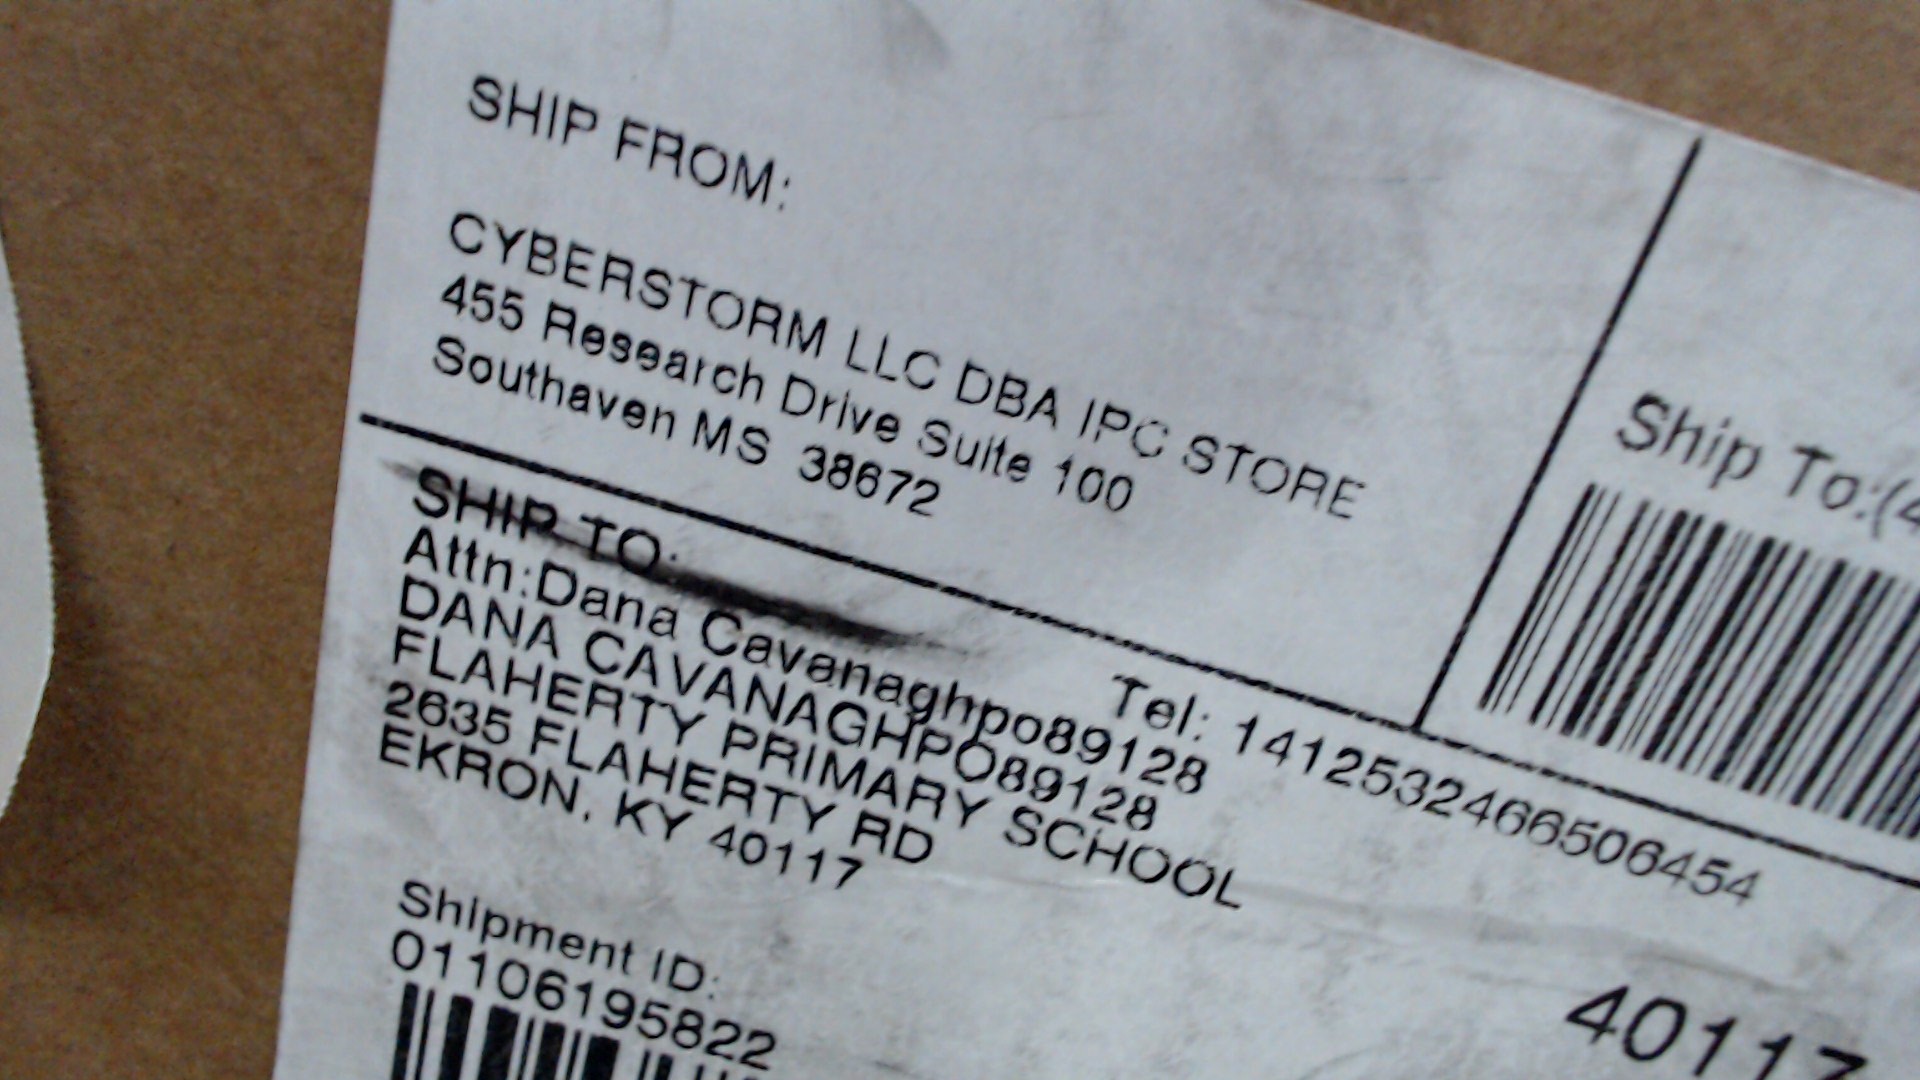 SHIP FROM:
CYBERSTORM LLC DBA IPC STORE
455 Research Drive Suite 100
Southaven MS 38672
Ship To:(4
SHIP TO:
Attn:Dana Cavanaghpo89128
Tel: 1412532466506454
DANA CAVANAGHPO89128
FLAHERTY PRIMARY SCHOOL
2635 FLAHERTY RD
EKRON, KY 40117
Shipment ID:
01106195822
40117